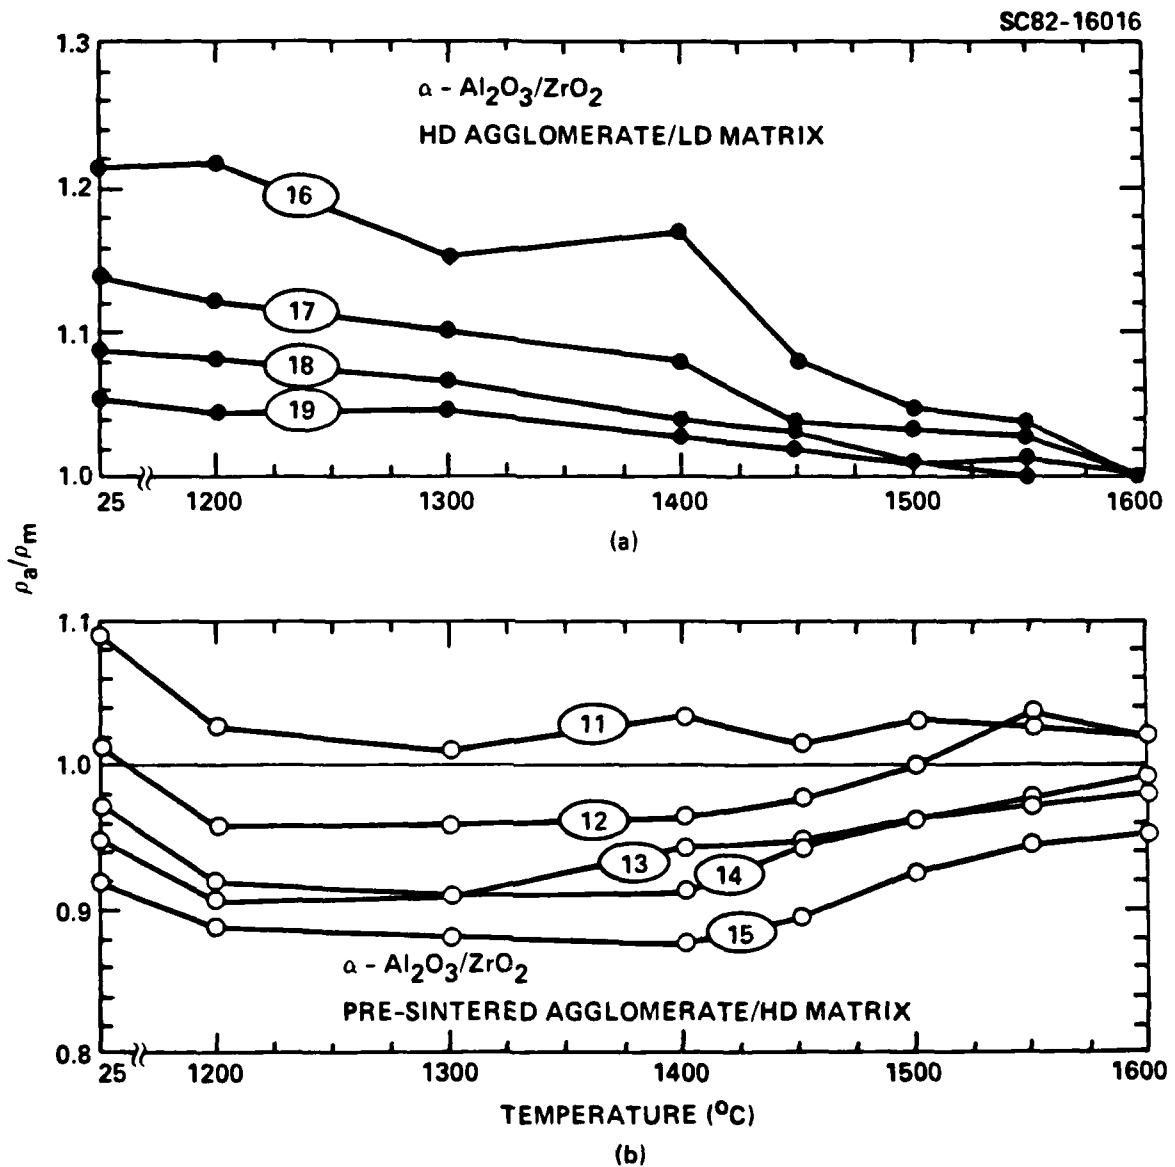 SC82-16016
1.3
α - Al₂O₃/ZrO₂
HD AGGLOMERATE/LD MATRIX
16
1.2
17
1.10
18
19
1.0
25 1200 1300 1400 1500 1600
(a)
ρa/ρm
1.1
11
1.0
12
13
14
0.9
15
α - Al₂O₃/ZrO₂
PRE-SINTERED AGGLOMERATE/HD MATRIX
0.8
25 1200 1300 1400 1500 1600
TEMPERATURE (°C)
(b)